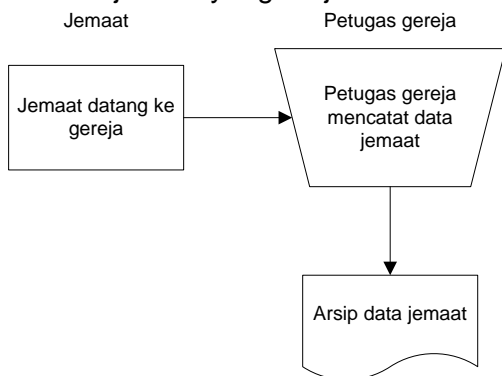 Jemaat
Petugas gereja
Jemaat datang ke
gereja
Petugas gereja
mencatat data
jemaat
Arsip data jemaat